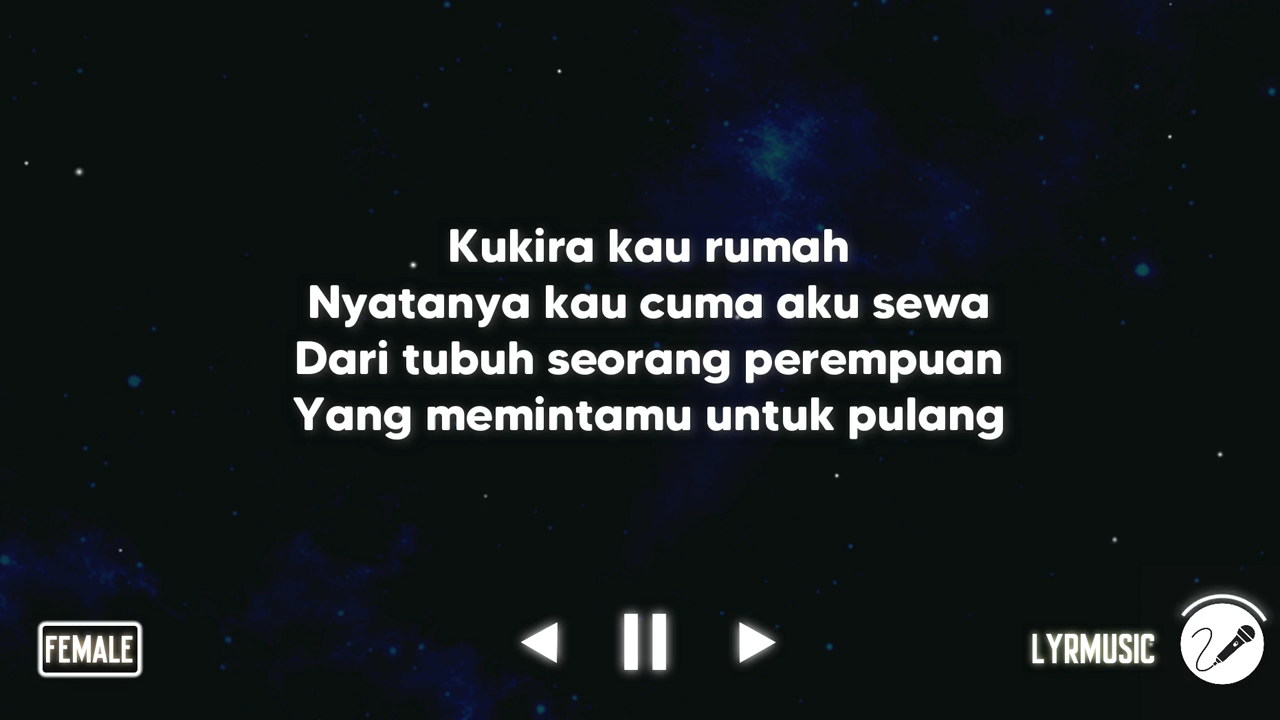 Kukira kau rumah
Nyatanya kau cuma aku sewa
Dari tubuh seorang perempuan
Yang memintamu untuk pulang
FEMALE
LYRMUSIC